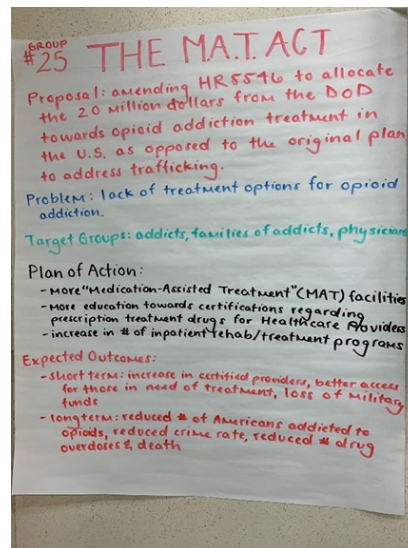 GROUP
#25 THE M.A.T. ACT
Proposal: amending HR5546 to allocate
the 20 million dollars from the DoD
towards opioid addiction treatment in
the U.S. as opposed to the original plan
to address trafficking.
Problem: lack of treatment options for opioid
addiction.
Target Groups: addicts, families of addicts, physicians
Plan of Action:
- More "Medication-Assisted Treatment" (MAT) facilities
- More education towards certifications regarding
prescription treatment drugs for Healthcare Providers
- increase in # of inpatient rehab/treatment programs
Expected Outcomes:
- short term: increase in certified providers, better access
for those in need of treatment, loss of military
funds
- long term: reduced # of Americans addicted to
opioids, reduced crime rate, reduced # drug
overdoses & death